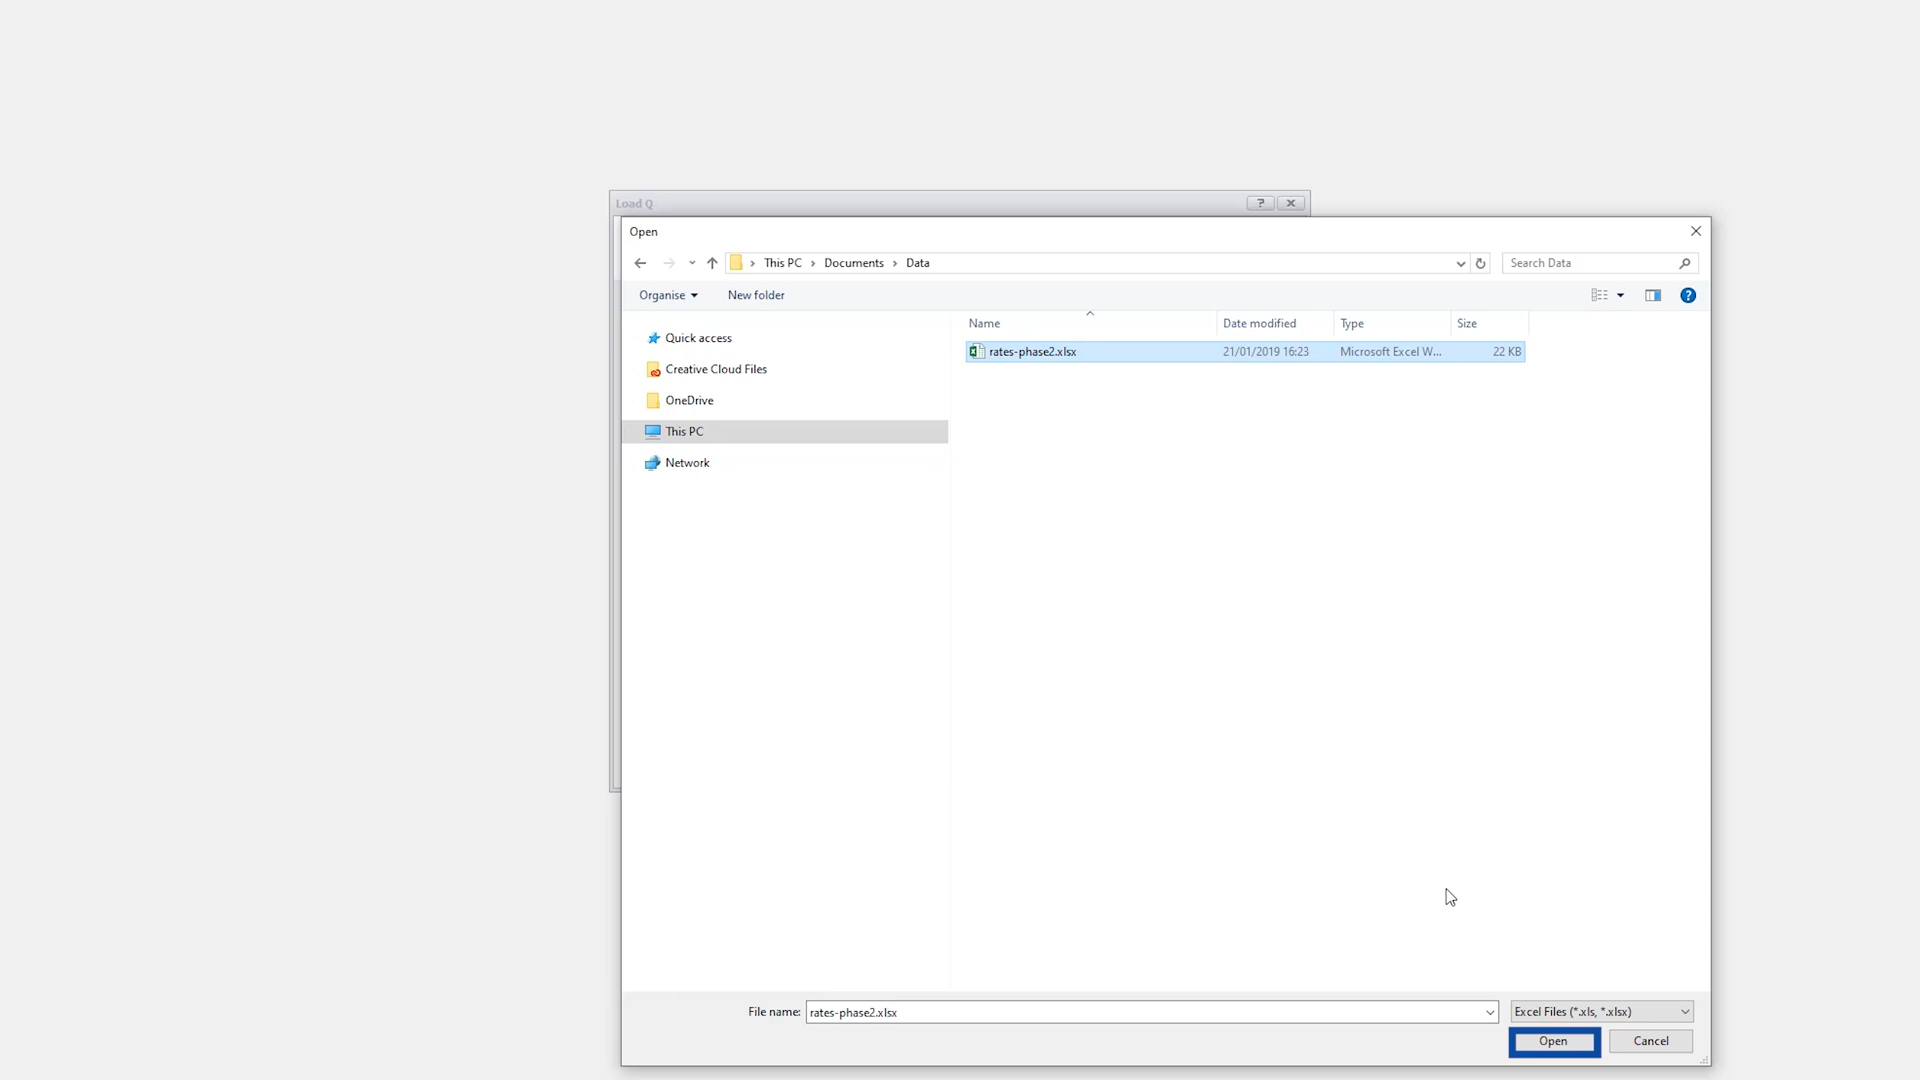 Load Q
?
Open
This PC > Documents > Data
Search Data
Organise
New folder
?
Name
Date modified
Type
Size
rates-phase2.xlsx
21/01/2019 16:23
Microsoft Excel W...
22 KB
Quick access
Creative Cloud Files
OneDrive
This PC
Network
File name:
rates-phase2.xlsx
Excel Files (*.xls, *.xlsx)
Open
Cancel